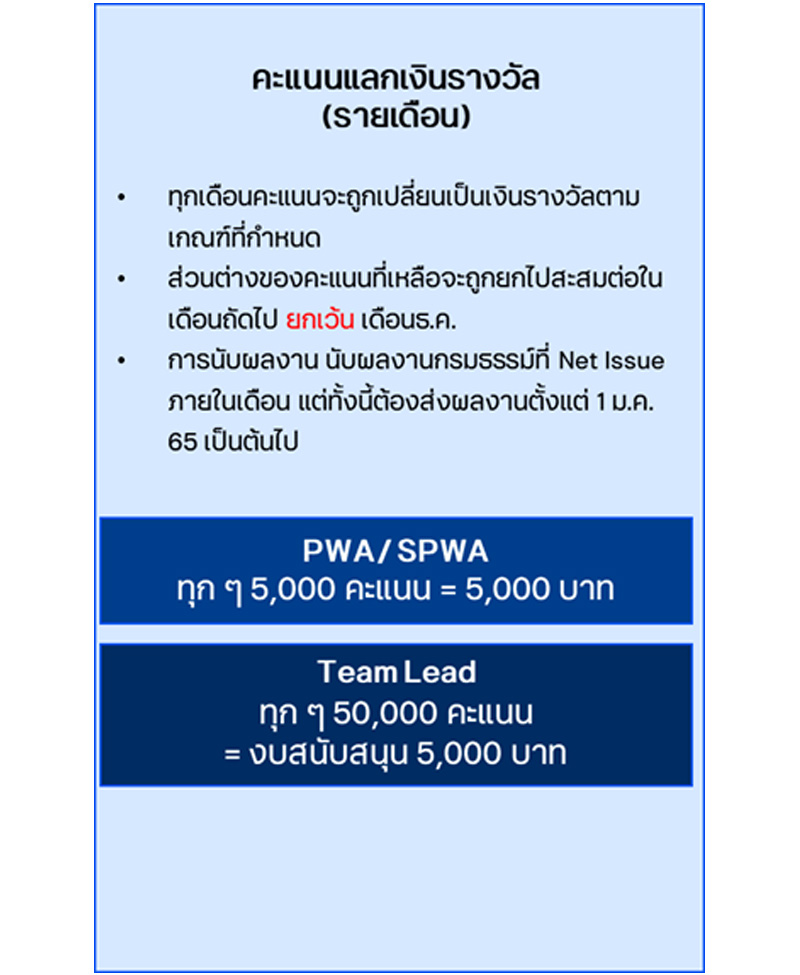 คะแนนแลกเงินรางวัล
(รายเดือน)
• ทุกเดือนคะแนนจะถูกเปลี่ยนเป็นเงินรางวัลตาม
เกณฑ์ที่กำหนด
• ส่วนต่างของคะแนนที่เหลือจะถูกยกไปสะสมต่อใน
เดือนถัดไป ยกเว้น เดือนธ.ค.
• การนับผลงาน นับผลงานกรมธรรม์ที่ Net Issue
ภายในเดือน แต่ทั้งนี้ต้องส่งผลงานตั้งแต่ 1 ม.ค.
65 เป็นต้นไป
PWA/ SPWA
ทุก ๆ 5,000 คะแนน = 5,000 บาท
Team Lead
ทุก ๆ 50,000 คะแนน
= งบสนับสนุน 5,000 บาท